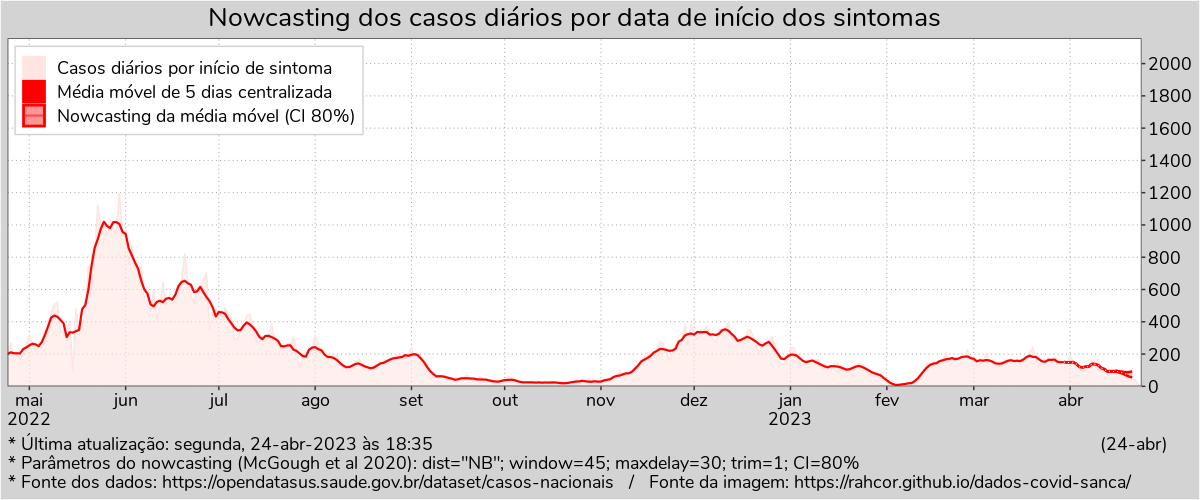 Nowcasting dos casos diários por data de início dos sintomas
Casos diários por início de sintoma
Média móvel de 5 dias centralizada
Nowcasting da média móvel (CI 80%)
2000
1800
1600
1400
1200
1000
800
600
400
200
0
mai jun jul ago set out nov dez jan fev mar abr
2022 2023
* Última atualização: segunda, 24-abr-2023 às 18:35 (24-abr)
* Parâmetros do nowcasting (McGough et al 2020): dist="NB"; window=45; maxdelay=30; trim=1; CI=80%
* Fonte dos dados: https://opendatasus.saude.gov.br/dataset/casos-nacionais / Fonte da imagem: https://rahcor.github.io/dados-covid-sanca/